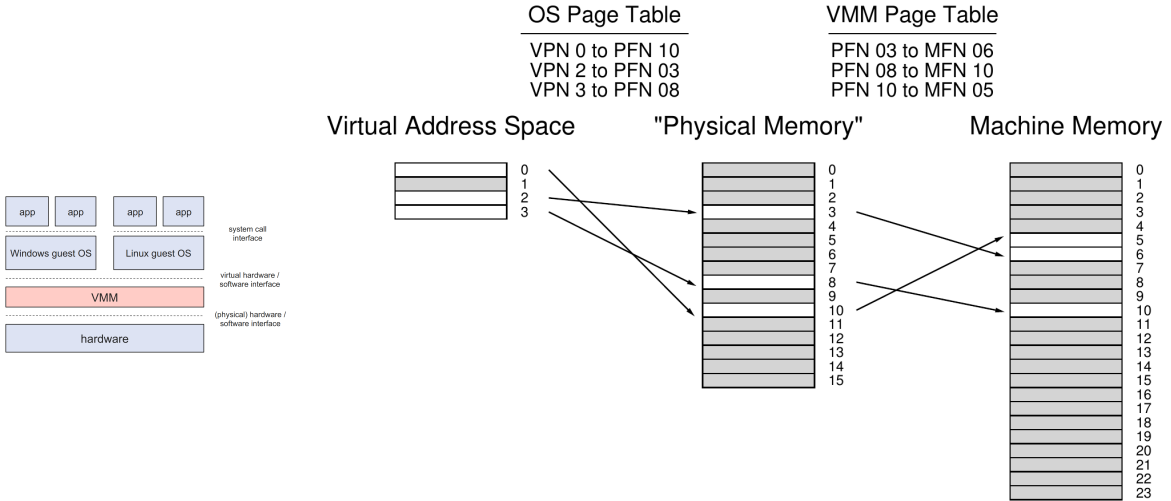 OS Page Table
VPN 0 to PFN 10
VPN 2 to PFN 03
VPN 3 to PFN 08
VMM Page Table
PFN 03 to MFN 06
PFN 08 to MFN 10
PFN 10 to MFN 05
app
app
app
app
system call
interface
Windows guest OS
Linux guest OS
virtual hardware /
software interface
VMM
(physical) hardware /
software interface
hardware
Virtual Address Space
0
1
2
3
"Physical Memory"
0
1
2
3
4
5
6
7
8
9
10
11
12
13
14
15
Machine Memory
0
1
2
3
4
5
6
7
8
9
10
11
12
13
14
15
16
17
18
19
20
21
22
23